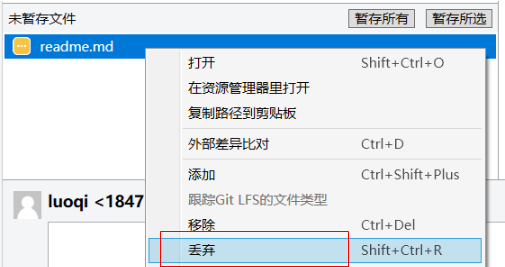 未暂存文件 暂存所有 暂存所选
readme.md
打开 Shift+Ctrl+O
在资源管理器里打开
复制路径到剪贴板
外部差异比对 Ctrl+D
添加 Ctrl+Shift+Plus
跟踪Git LFS的文件类型
luoqi <1847
移除 Ctrl+Del
丢弃 Shift+Ctrl+R